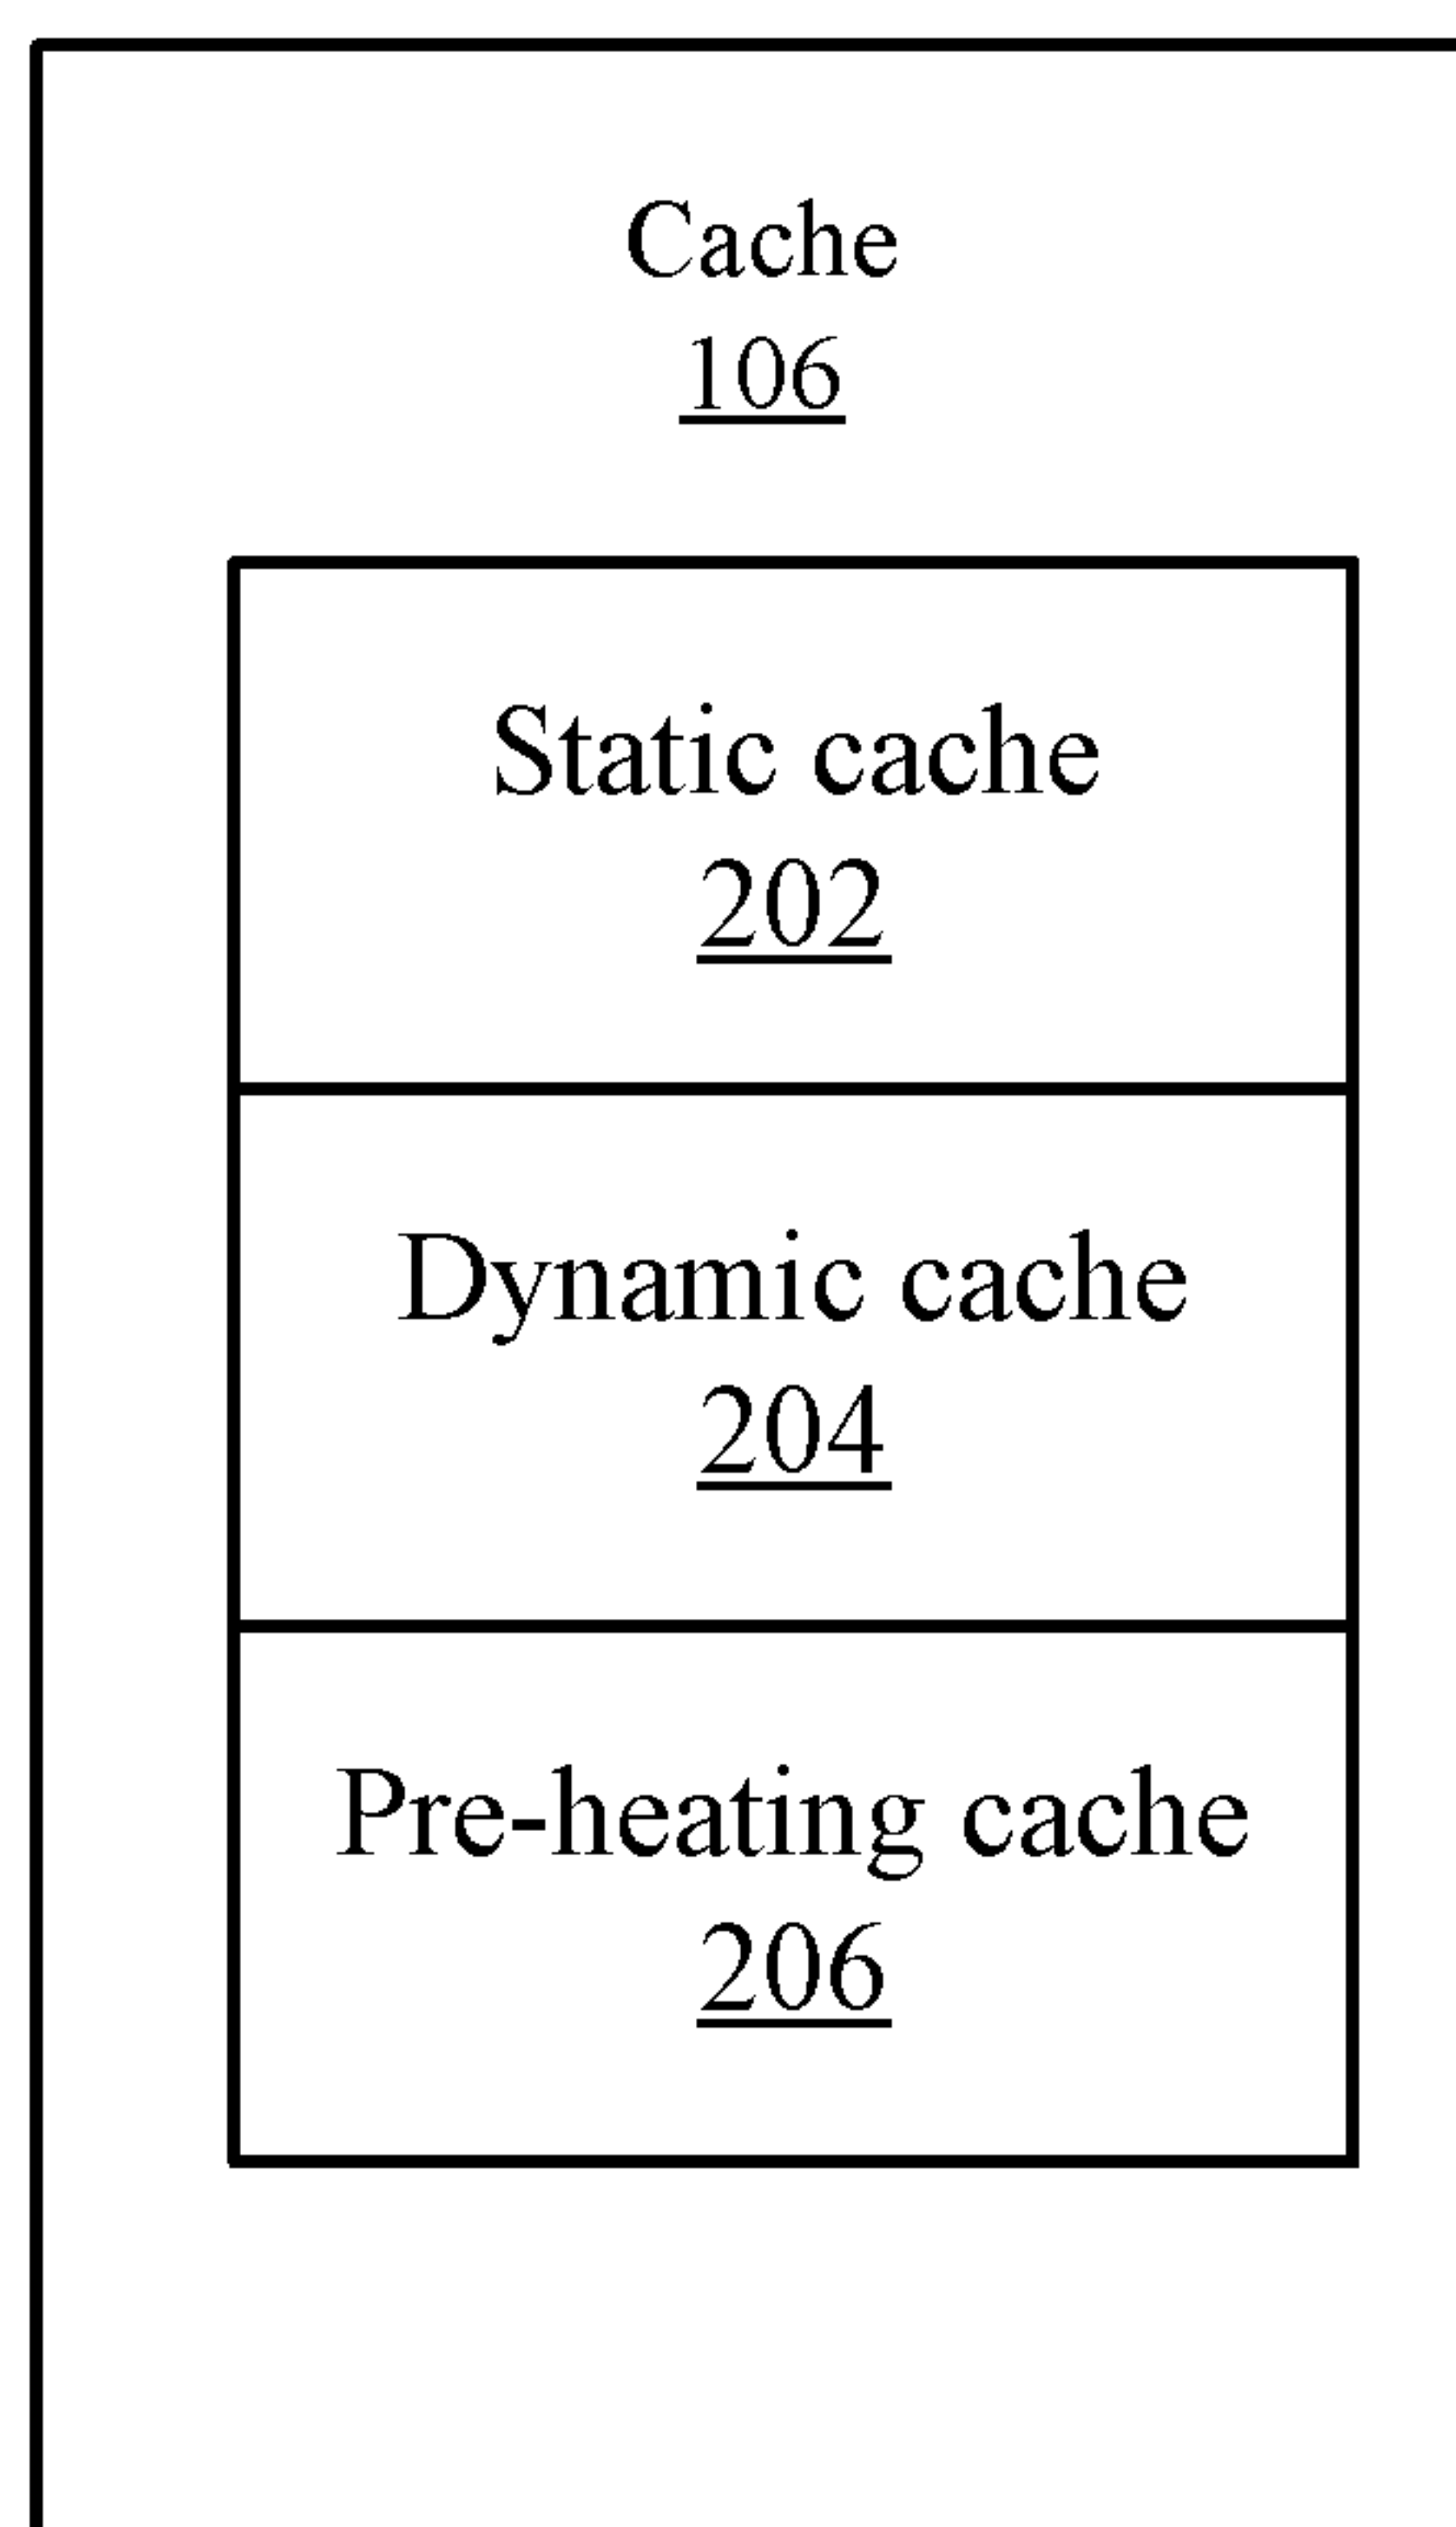 Cache
106
Static cache
202
Dynamic cache
204
Pre-heating cache
206